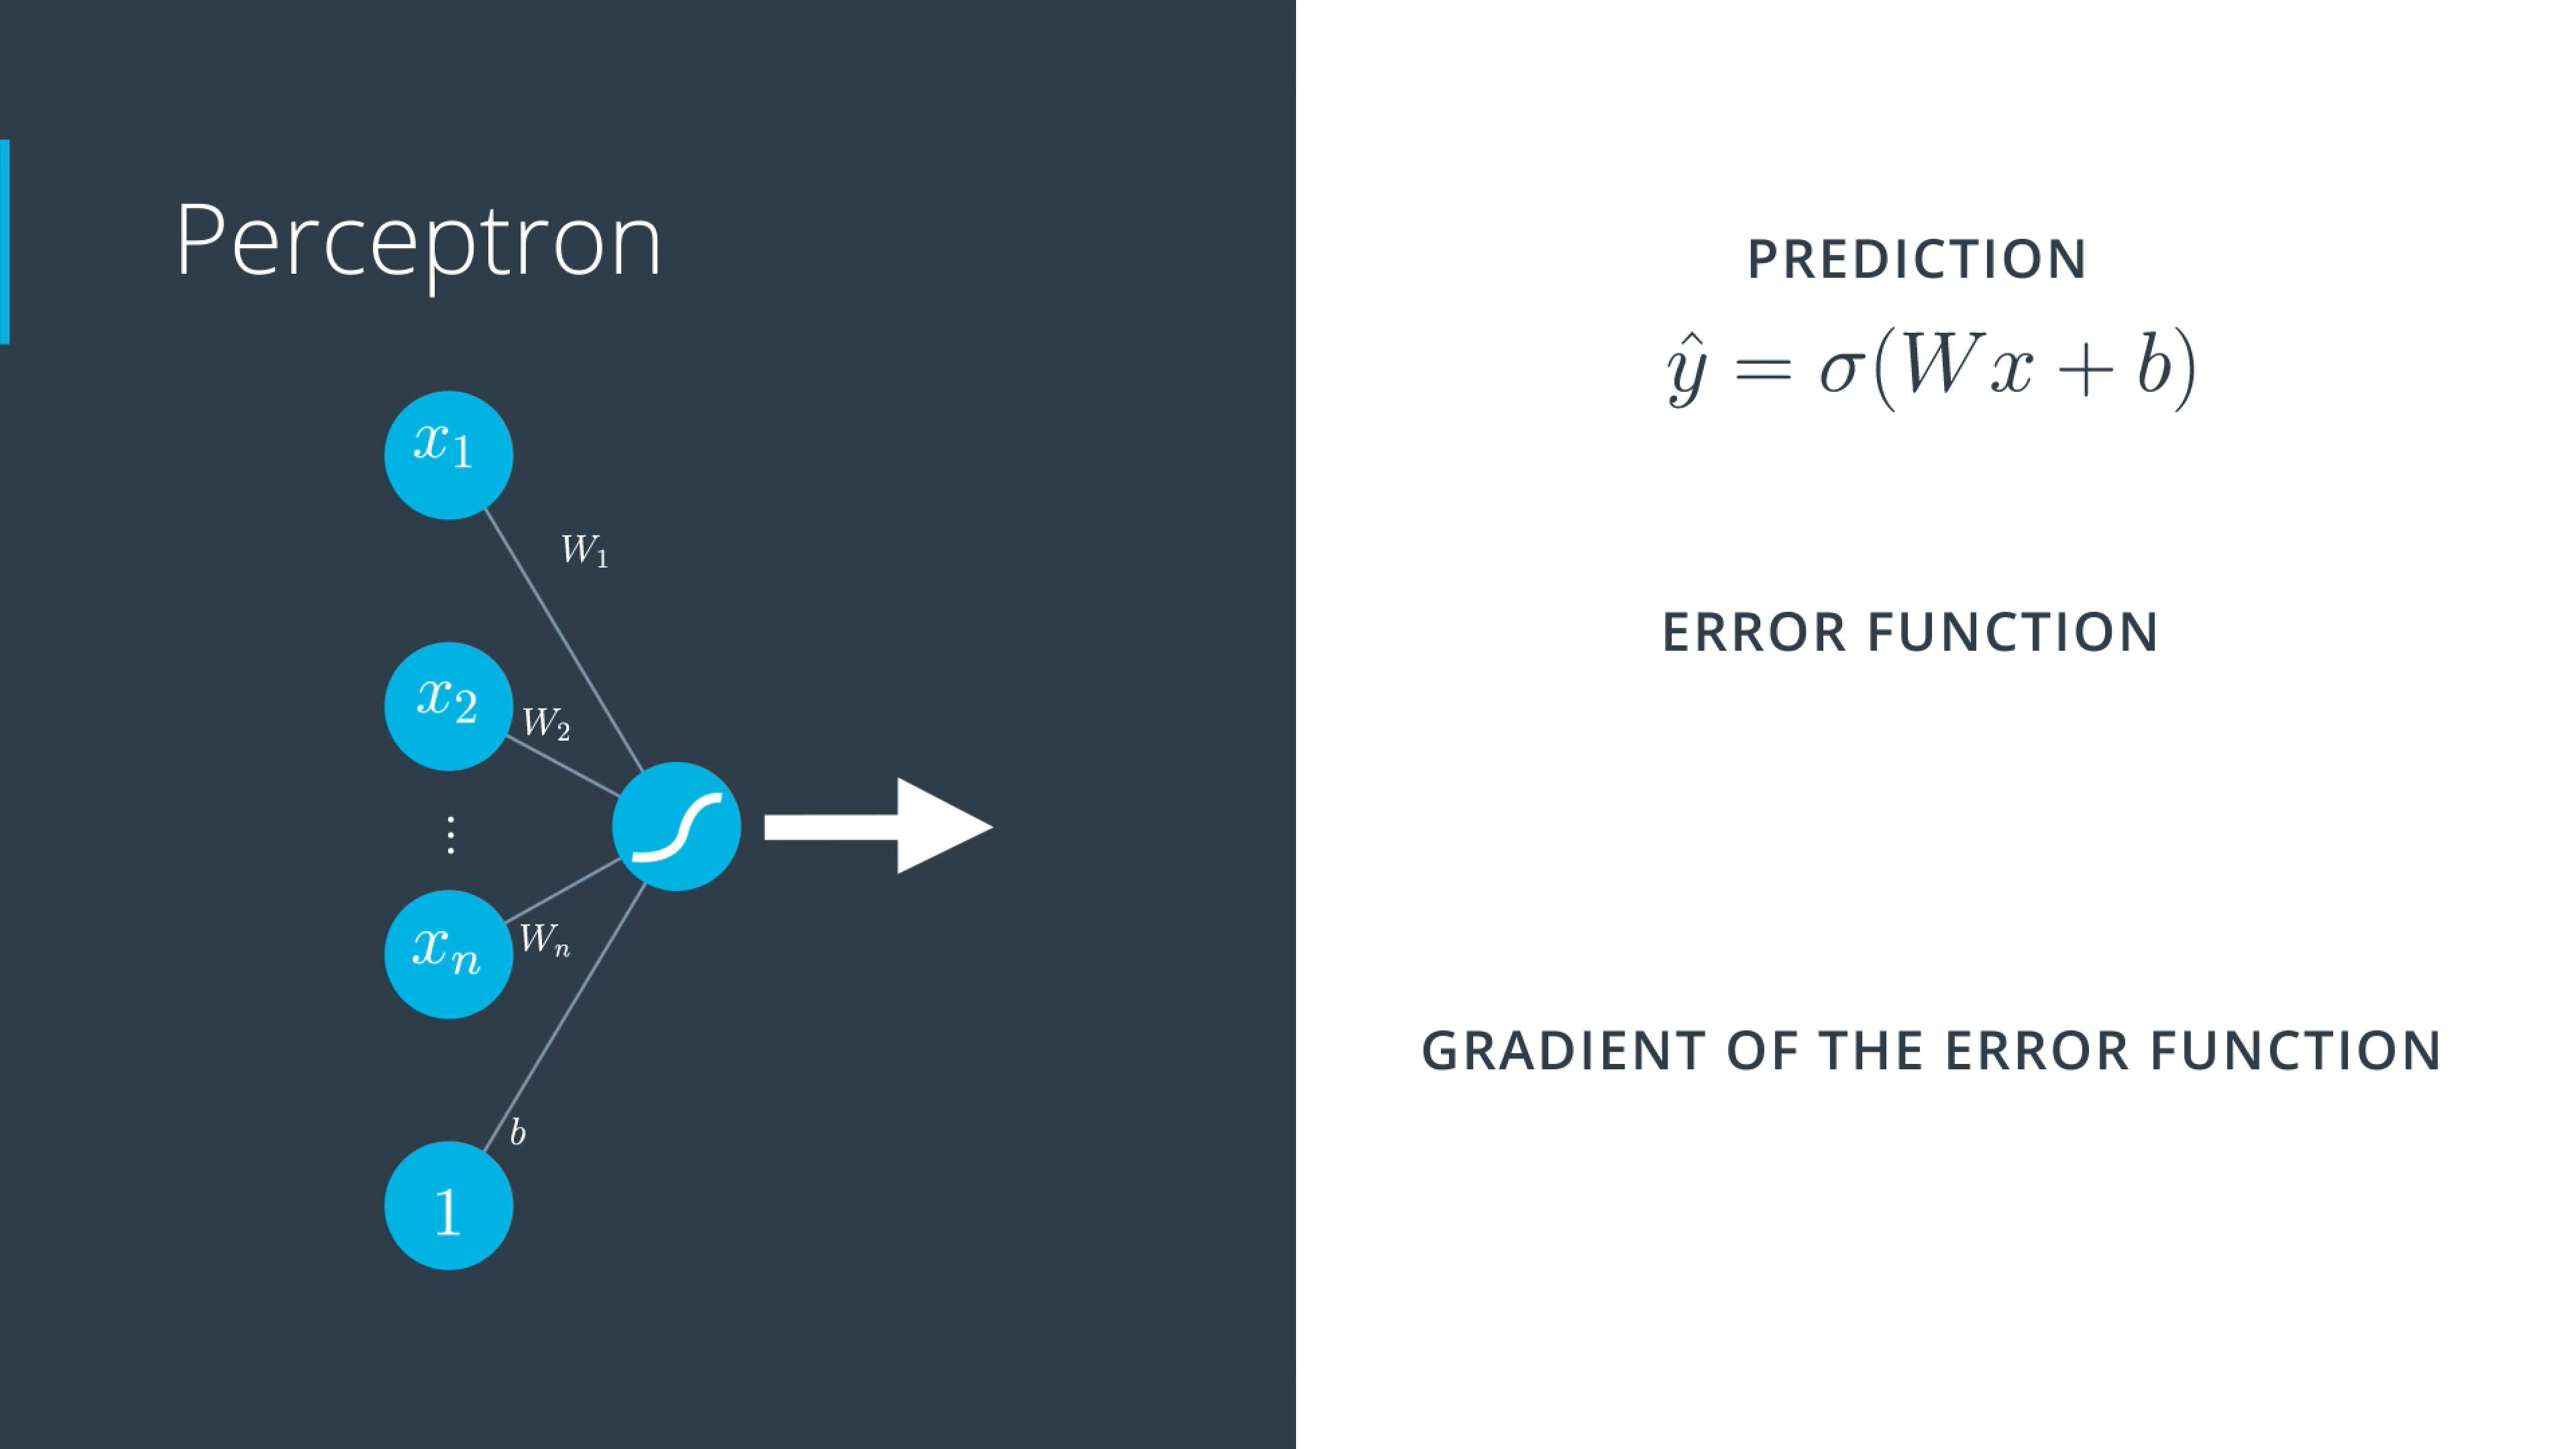 Perceptron
x₁
W₁
x₂
W₂
⋮
xₙ
Wₙ
b
1
PREDICTION
ŷ = σ(Wx + b)
ERROR FUNCTION
GRADIENT OF THE ERROR FUNCTION